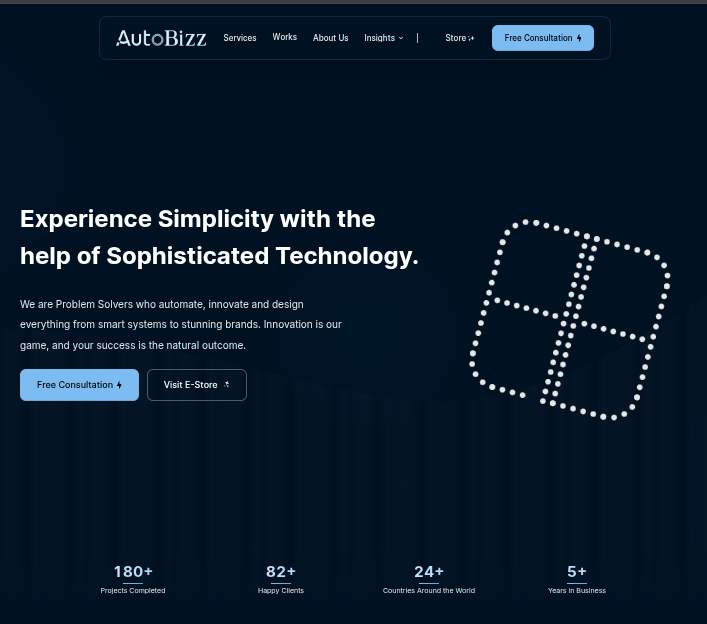 AutoBizz
Services
Works
About Us
Insights
|
Store
Free Consultation
Experience Simplicity with the
help of Sophisticated Technology.
We are Problem Solvers who automate, innovate and design
everything from smart systems to stunning brands. Innovation is our
game, and your success is the natural outcome.
Free Consultation
Visit E-Store
180+
82+
24+
5+
Projects Completed
Happy Clients
Countries Around the World
Years in Business